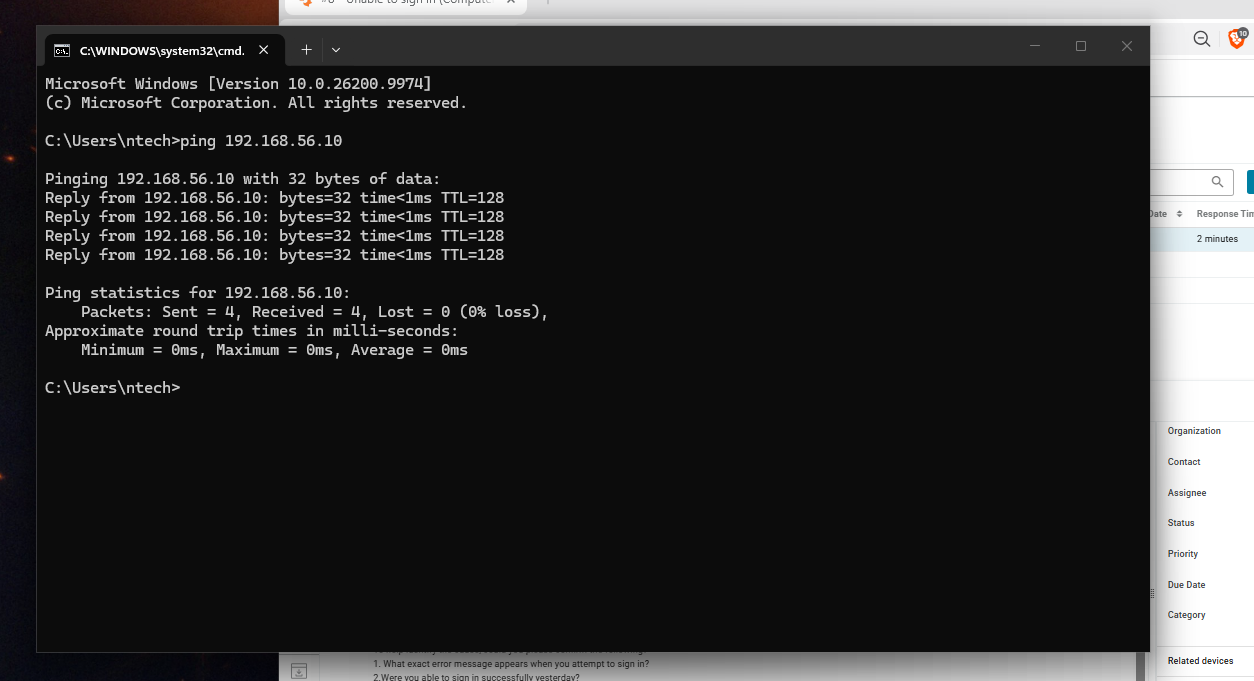 #6 - Unable to sign in (Compute
C:\WINDOWS\system32\cmd.
10
Microsoft Windows [Version 10.0.26200.9974]
(c) Microsoft Corporation. All rights reserved.
C:\Users\ntech>ping 192.168.56.10
Pinging 192.168.56.10 with 32 bytes of data:
Reply from 192.168.56.10: bytes=32 time<1ms TTL=128
Reply from 192.168.56.10: bytes=32 time<1ms TTL=128
Reply from 192.168.56.10: bytes=32 time<1ms TTL=128
Reply from 192.168.56.10: bytes=32 time<1ms TTL=128
Ping statistics for 192.168.56.10:
Packets: Sent = 4, Received = 4, Lost = 0 (0% loss),
Approximate round trip times in milli-seconds:
Minimum = 0ms, Maximum = 0ms, Average = 0ms
C:\Users\ntech>
Date Response Tim
2 minutes
Organization
Contact
Assignee
Status
Priority
Due Date
Category
Related devices
1. What exact error message appears when you attempt to sign in?
2.Were you able to sign in successfully yesterday?